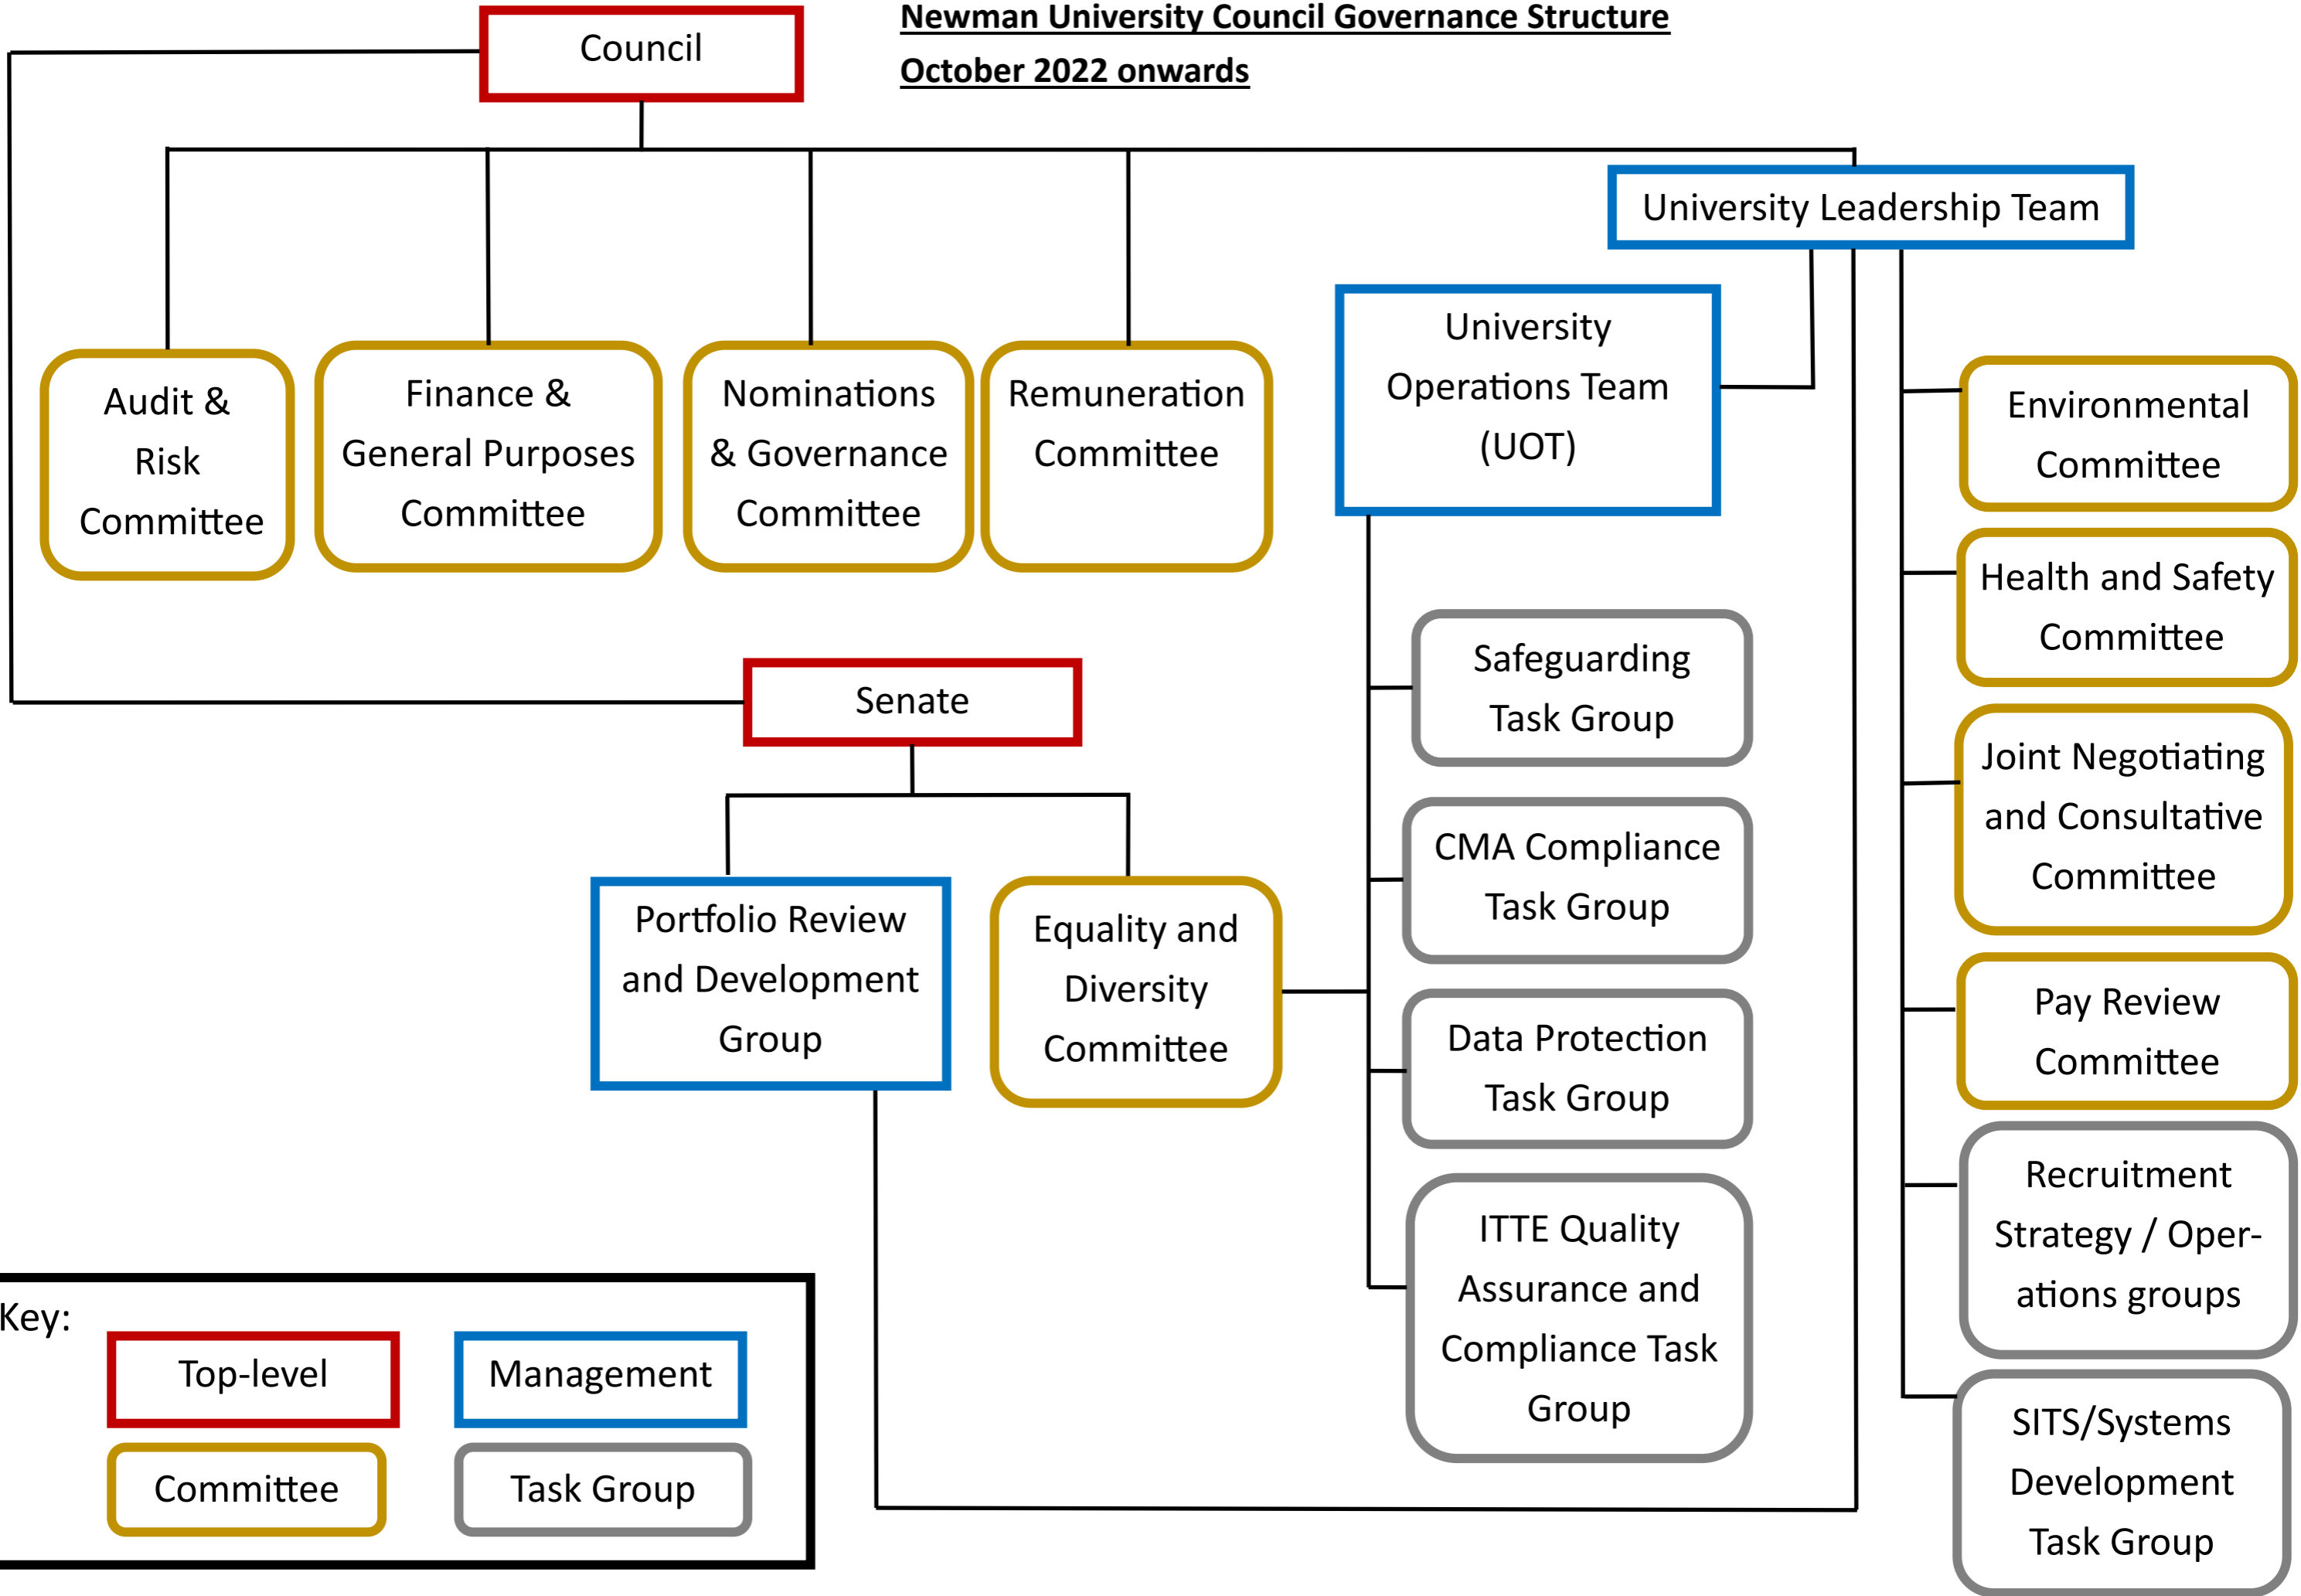 Newman University Council Governance Structure
October 2022 onwards
Council
University Leadership Team
Audit &
Risk
Committee
Finance &
General Purposes
Committee
Nominations
& Governance
Committee
Remuneration
Committee
University
Operations Team
(UOT)
Environmental
Committee
Health and Safety
Committee
Joint Negotiating
and Consultative
Committee
Pay Review
Committee
Recruitment
Strategy / Oper-
ations groups
SITS/Systems
Development
Task Group
Safeguarding
Task Group
CMA Compliance
Task Group
Data Protection
Task Group
ITTE Quality
Assurance and
Compliance Task
Group
Senate
Portfolio Review
and Development
Group
Equality and
Diversity
Committee
Key:
Top-level
Management
Committee
Task Group